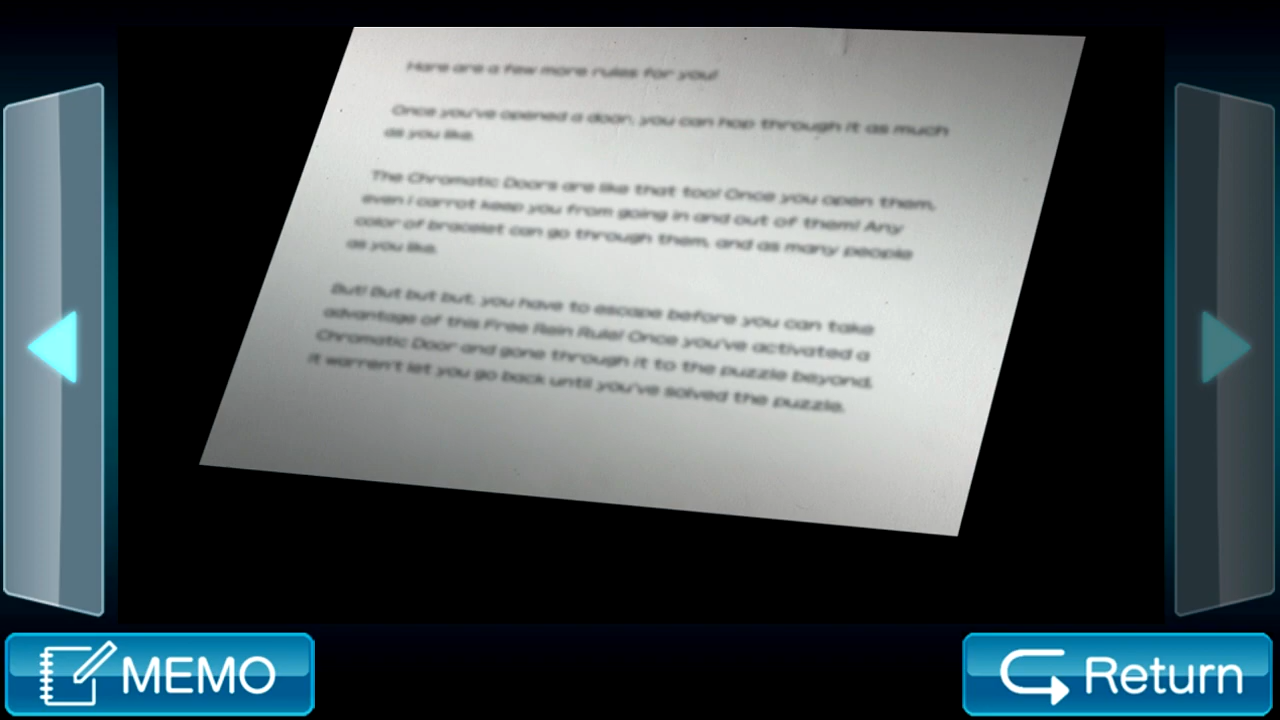 Hare are a few more rules for you!
Once you've opened a door, you can hop through it as much
as you like.
The Chromatic Doors are like that too! Once you open them,
even I carrot keep you from going in and out of them! Any
color of bracelet can go through them, and as many people
as you like.
But! But but but, you have to escape before you can take
advantage of this Free Rein Rule! Once you've activated a
Chromatic Door and gone through it to the puzzle beyond,
it warren't let you go back until you've solved the puzzle.
MEMO
Return